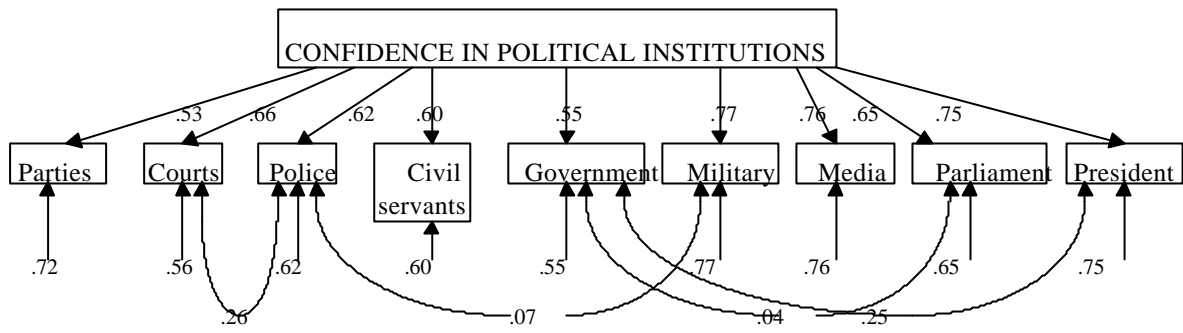 CONFIDENCE IN POLITICAL INSTITUTIONS
.53 .66 .62 .60 .55 .77 .76 .65 .75
Parties Courts Police Civil Government Military Media Parliament President
servants
.72 .56 .62 .60 .55 .77 .76 .65 .75
.26 .07 .04 .25